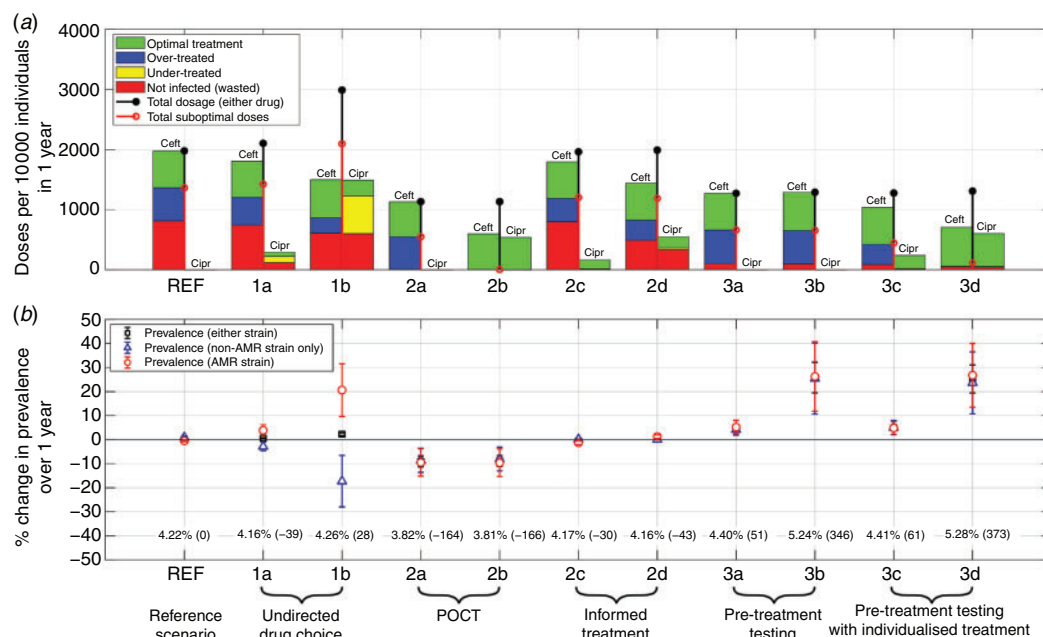 (a)
4000
3000
2000
1000
0
Doses per 10000 individuals
in 1 year
Optimal treatment
Over-treated
Under-treated
Not infected (wasted)
Total dosage (either drug)
Total suboptimal doses
Ceft Cipr
Ceft Cipr
Ceft Cipr
Ceft Cipr
Ceft Cipr
Ceft Cipr
Ceft Cipr
Ceft Cipr
Ceft Cipr
Ceft Cipr
Ceft Cipr
REF 1a 1b 2a 2b 2c 2d 3a 3b 3c 3d
(b)
50
40
30
20
10
0
−10
−20
−30
−40
−50
% change in prevalence
over 1 year
Prevalence (either strain)
Prevalence (non-AMR strain only)
Prevalence (AMR strain)
4.22% (0) 4.16% (−39) 4.26% (28) 3.82% (−164) 3.81% (−166) 4.17% (−30) 4.16% (−43) 4.40% (51) 5.24% (346) 4.41% (61) 5.28% (373)
REF 1a 1b 2a 2b 2c 2d 3a 3b 3c 3d
Reference
scenario
Undirected
drug choice
POCT
Informed
treatment
Pre-treatment
testing
Pre-treatment testing
with individualised treatment